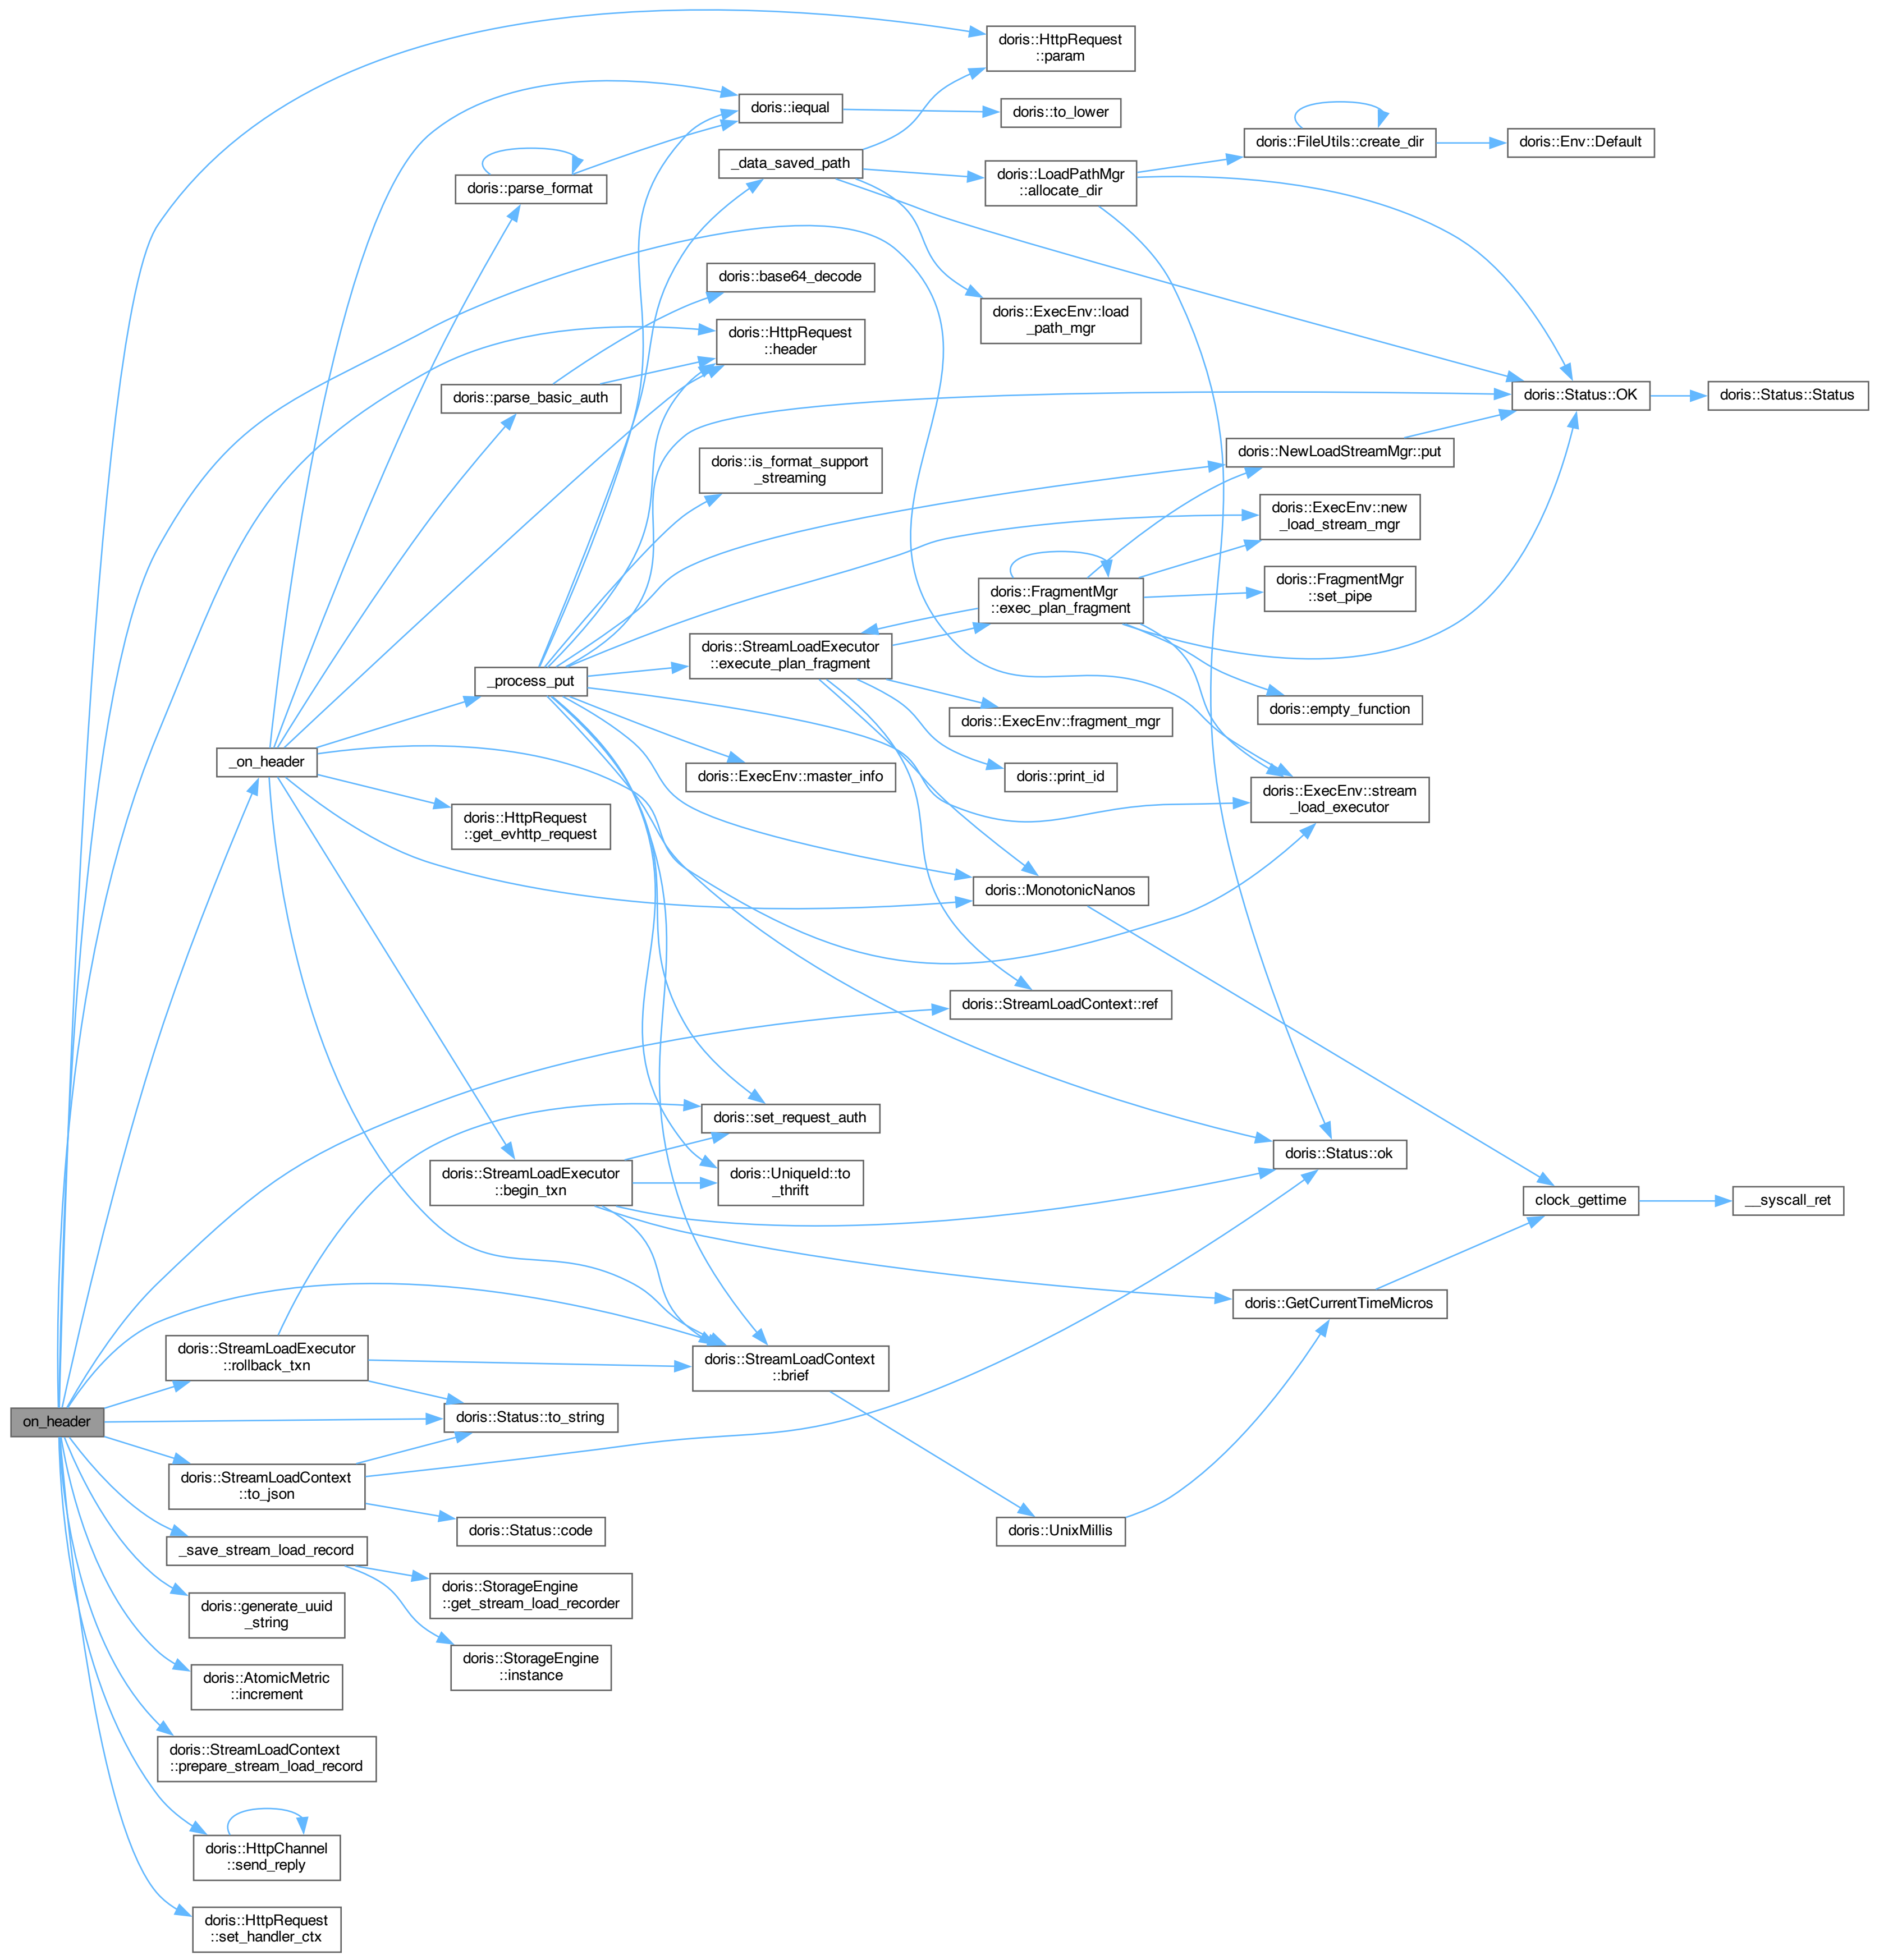 doris::HttpRequest
::param
doris::iequal
doris::to_lower
doris::FileUtils::create_dir
doris::Env::Default
_data_saved_path
doris::LoadPathMgr
::allocate_dir
doris::parse_format
doris::base64_decode
doris::ExecEnv::load
_path_mgr
doris::HttpRequest
::header
doris::parse_basic_auth
doris::Status::OK
doris::Status::Status
doris::NewLoadStreamMgr::put
doris::is_format_support
_streaming
doris::ExecEnv::new
_load_stream_mgr
doris::FragmentMgr
::exec_plan_fragment
doris::FragmentMgr
::set_pipe
doris::StreamLoadExecutor
::execute_plan_fragment
_process_put
doris::ExecEnv::fragment_mgr
doris::empty_function
_on_header
doris::ExecEnv::master_info
doris::print_id
doris::ExecEnv::stream
_load_executor
doris::HttpRequest
::get_evhttp_request
doris::MonotonicNanos
doris::StreamLoadContext::ref
doris::set_request_auth
doris::Status::ok
doris::StreamLoadExecutor
::begin_txn
doris::UniqueId::to
_thrift
clock_gettime
__syscall_ret
doris::GetCurrentTimeMicros
doris::StreamLoadExecutor
::rollback_txn
doris::StreamLoadContext
::brief
on_header
doris::Status::to_string
doris::StreamLoadContext
::to_json
doris::Status::code
doris::UnixMillis
_save_stream_load_record
doris::StorageEngine
::get_stream_load_recorder
doris::generate_uuid
_string
doris::StorageEngine
::instance
doris::AtomicMetric
::increment
doris::StreamLoadContext
::prepare_stream_load_record
doris::HttpChannel
::send_reply
doris::HttpRequest
::set_handler_ctx